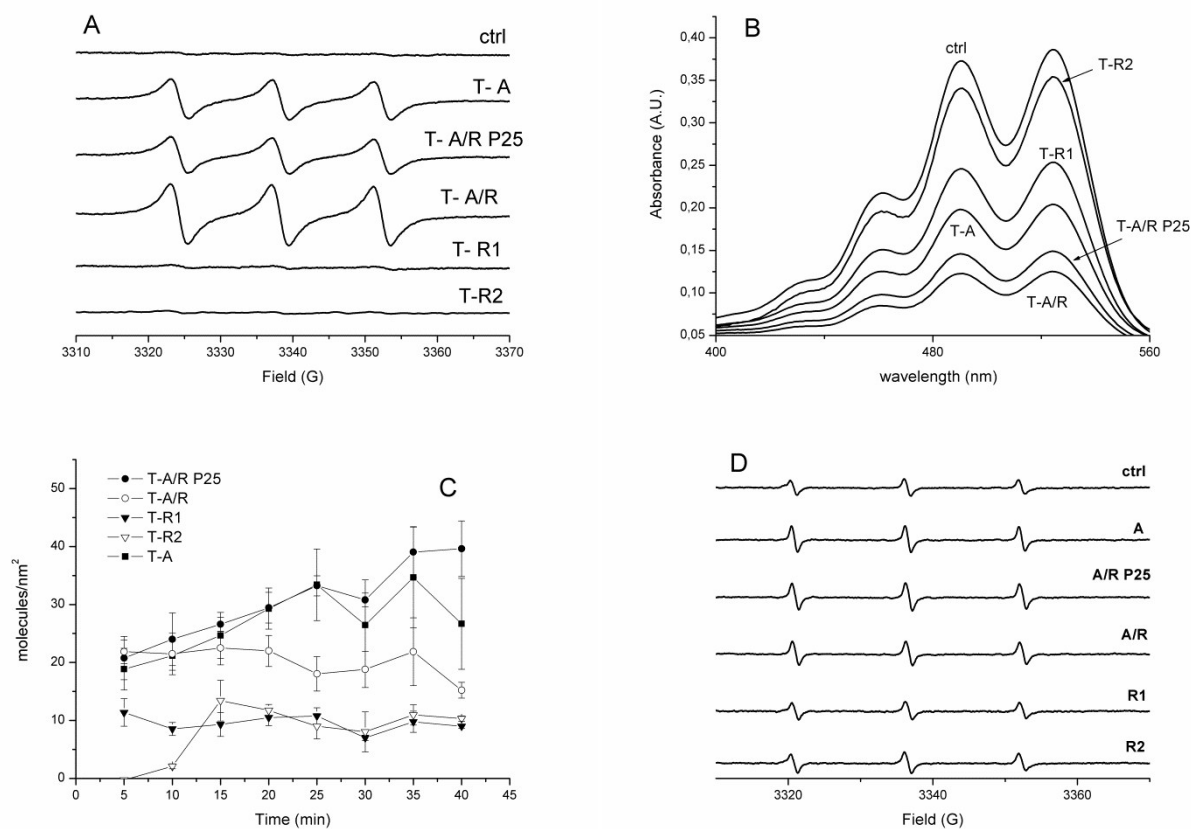 A
ctrl
T- A
T- A/R P25
T- A/R
T- R1
T-R2
3310 3320 3330 3340 3350 3360 3370
Field (G)
B
ctrl
T-R2
T-R1
T-A/R P25
T-A
T-A/R
0,40
0,35
0,30
0,25
0,20
0,15
0,10
0,05
Absorbance (A.U.)
400 480 560
wavelength (nm)
C
T-A/R P25
T-A/R
T-R1
T-R2
T-A
50
40
30
20
10
0
molecules/nm²
0 5 10 15 20 25 30 35 40 45
Time (min)
D
ctrl
A
A/R P25
A/R
R1
R2
3320 3340 3360
Field (G)